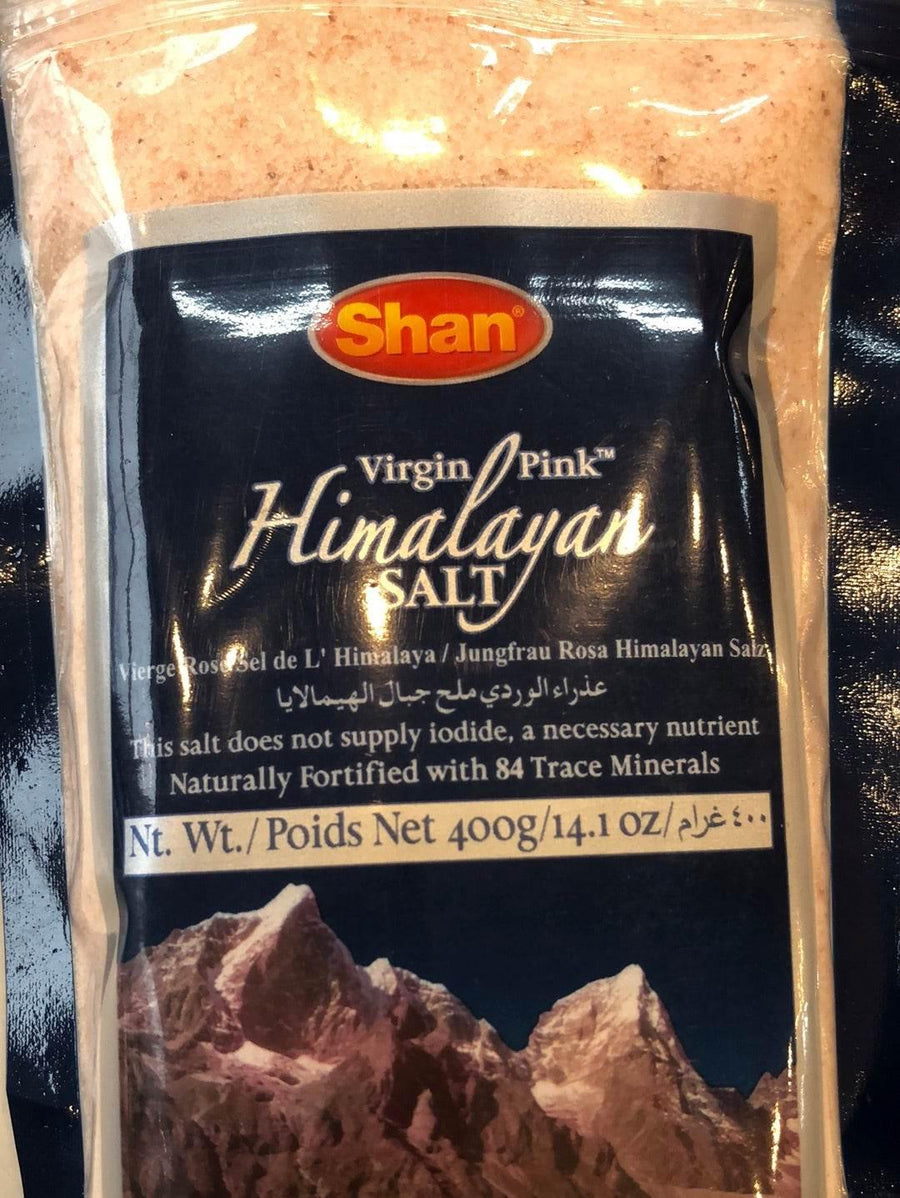 Shan®
Virgin Pink™
Himalayan
SALT
Vierge Rose Sel de L' Himalaya / Jungfrau Rosa Himalayan Salz
عذراء الوردي ملح جبال الهيمالايا
This salt does not supply iodide, a necessary nutrient
Naturally Fortified with 84 Trace Minerals
Nt. Wt./Poids Net 400g/14.1 oz/٤٠٠ غرام